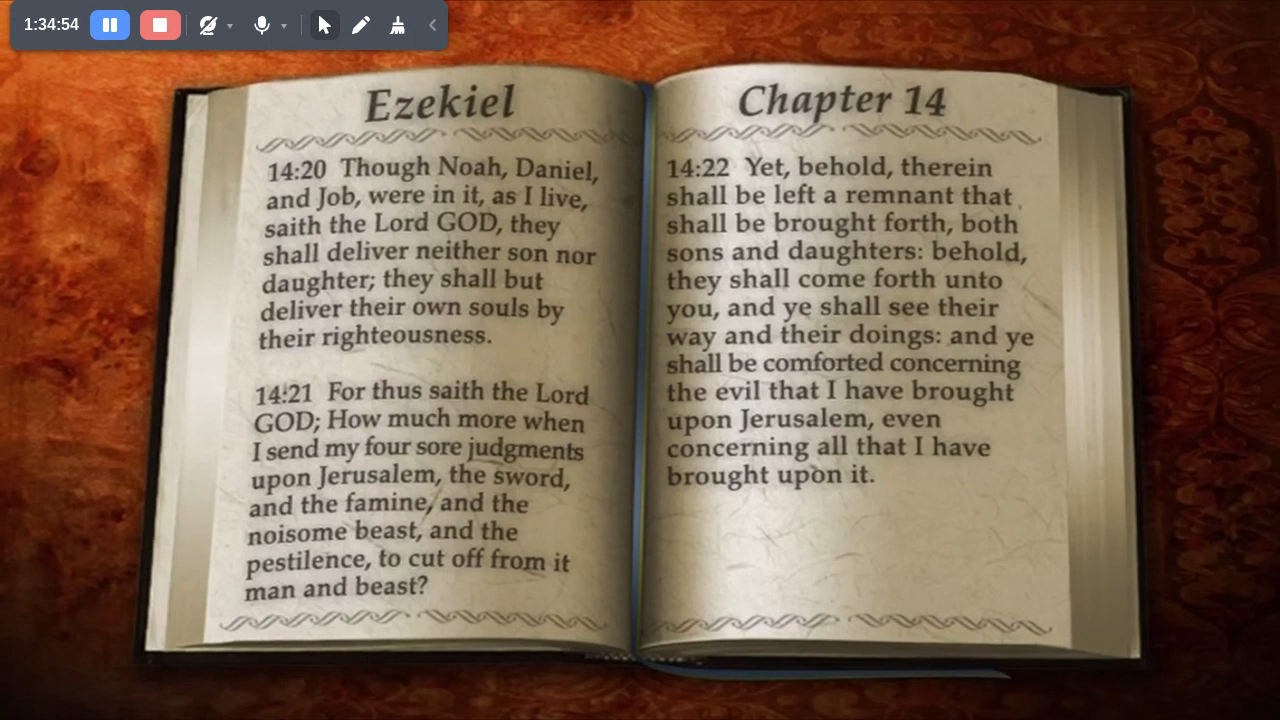 1:34:54
Ezekiel
14:20 Though Noah, Daniel,
and Job, were in it, as I live,
saith the Lord GOD, they
shall deliver neither son nor
daughter; they shall but
deliver their own souls by
their righteousness.
14:21 For thus saith the Lord
GOD; How much more when
I send my four sore judgments
upon Jerusalem, the sword,
and the famine, and the
noisome beast, and the
pestilence, to cut off from it
man and beast?
Chapter 14
14:22 Yet, behold, therein
shall be left a remnant that
shall be brought forth, both
sons and daughters: behold,
they shall come forth unto
you, and ye shall see their
way and their doings: and ye
shall be comforted concerning
the evil that I have brought
upon Jerusalem, even
concerning all that I have
brought upon it.